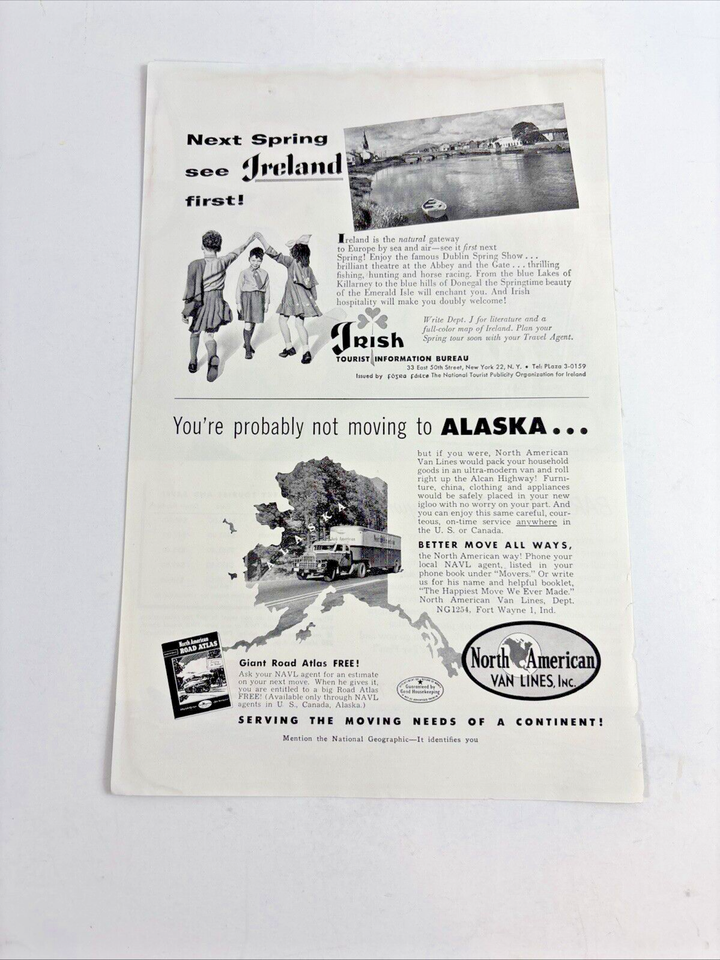 Next Spring
see Ireland
first!
Ireland is the natural gateway
to Europe by sea and air—see it first next
Spring! Enjoy the famous Dublin Spring Show...
brilliant theatre at the Abbey and the Gate...thrilling
fishing, hunting and horse racing. From the blue Lakes of
Killarney to the blue hills of Donegal the Springtime beauty
of the Emerald Isle will enchant you. And Irish
hospitality will make you doubly welcome!
Write Dept. J for literature and a
full-color map of Ireland. Plan your
Spring tour soon with your Travel Agent.
IRISH
TOURIST INFORMATION BUREAU
33 East 50th Street, New York 22, N. Y. • Tel: PLaza 3-0159
Issued by Fógra Fáilte The National Tourist Publicity Organization for Ireland
You're probably not moving to ALASKA...
but if you were, North American
Van Lines would pack your household
goods in an ultra-modern van and roll
right up the Alcan Highway! Furni-
ture, china, clothing and appliances
would be safely placed in your new
igloo with no worry on your part. And
you can enjoy this same careful, cour-
teous, on-time service anywhere in
the U. S. or Canada.
ALASKA
BETTER MOVE ALL WAYS,
the North American way! Phone your
local NAVL agent, listed in your
phone book under "Movers." Or write
us for his name and helpful booklet,
"The Happiest Move We Ever Made."
North American Van Lines, Dept.
NG1254, Fort Wayne 1, Ind.
North American
ROAD ATLAS
Giant Road Atlas FREE!
Ask your NAVL agent for an estimate
on your next move. When he gives it,
you are entitled to a big Road Atlas
FREE! (Available only through NAVL
agents in U. S., Canada, Alaska.)
Guaranteed by
Good Housekeeping
North American
VAN LINES, INC.
SERVING THE MOVING NEEDS OF A CONTINENT!
Mention the National Geographic—It identifies you